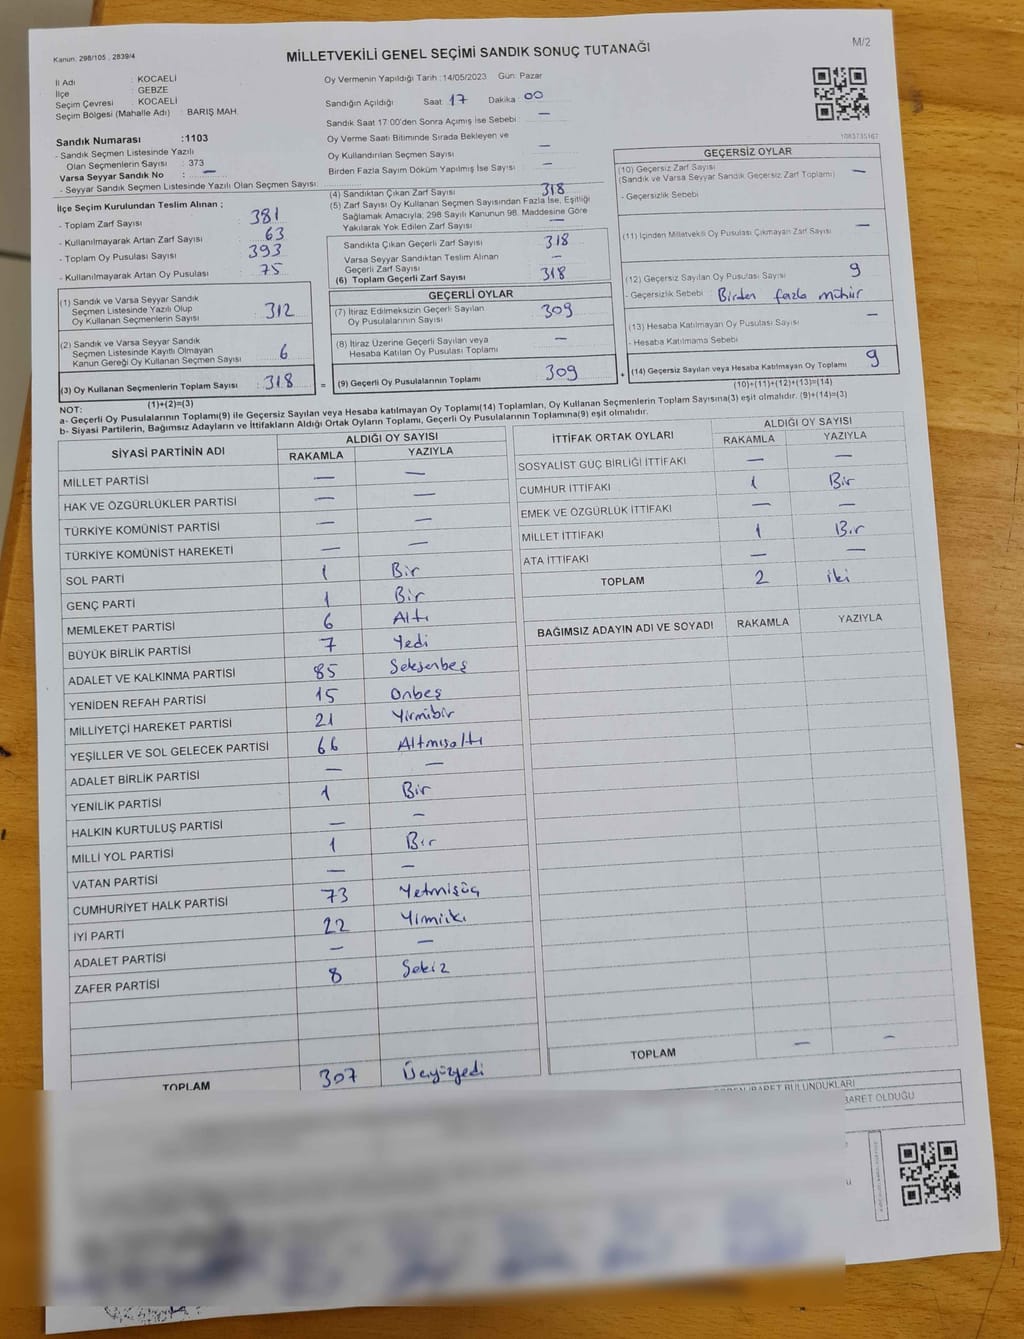 Kanun: 298/105 , 2839/4
MİLLETVEKİLİ GENEL SEÇİMİ SANDIK SONUÇ TUTANAĞI
M/2
İl Adı : KOCAELİ
İlçe : GEBZE
Seçim Çevresi : KOCAELİ
Seçim Bölgesi (Mahalle Adı) : BARIŞ MAH.
Oy Vermenin Yapıldığı Tarih :14/05/2023 Gün: Pazar
Sandığın Açıldığı Saat: 17 Dakika 00
Sandık Saat 17:00'den Sonra Açımış İse Sebebi : —
Oy Verme Saati Bitiminde Sırada Bekleyen ve
Oy Kullandırılan Seçmen Sayısı —
Birden Fazla Sayım Döküm Yapılmış İse Sayısı : —
1083735167
Sandık Numarası :1103
- Sandık Seçmen Listesinde Yazılı
Olan Seçmenlerin Sayısı : 373
Varsa Seyyar Sandık No : —
- Seyyar Sandık Seçmen Listesinde Yazılı Olan Seçmen Sayısı:
İlçe Seçim Kurulundan Teslim Alınan ;
- Toplam Zarf Sayısı 381
- Kullanılmayarak Artan Zarf Sayısı 63
- Toplam Oy Pusulası Sayısı 393
- Kullanılmayarak Artan Oy Pusulası 75
(1) Sandık ve Varsa Seyyar Sandık
Seçmen Listesinde Yazılı Olup
Oy Kullanan Seçmenlerin Sayısı 312
(2) Sandık ve Varsa Seyyar Sandık
Seçmen Listesinde Kayıtlı Olmayan
Kanun Gereği Oy Kullanan Seçmen Sayısı 6
(3) Oy Kullanan Seçmenlerin Toplam Sayısı 318 =
(1)+(2)=(3)
(4) Sandıktan Çıkan Zarf Sayısı 318
(5) Zarf Sayısı Oy Kullanan Seçmen Sayısından Fazla İse, Eşitliği
Sağlamak Amacıyla, 298 Sayılı Kanunun 98. Maddesine Göre
Yakılarak Yok Edilen Zarf Sayısı —
Sandıkta Çıkan Geçerli Zarf Sayısı 318
Varsa Seyyar Sandıktan Teslim Alınan
Geçerli Zarf Sayısı —
(6) Toplam Geçerli Zarf Sayısı 318
GEÇERLİ OYLAR
(7) İtiraz Edilmeksizin Geçerli Sayılan
Oy Pusulalarının Sayısı 309
(8) İtiraz Üzerine Geçerli Sayılan veya
Hesaba Katılan Oy Pusulası Toplamı —
(9) Geçerli Oy Pusulalarının Toplamı 309 +
GEÇERSİZ OYLAR
(10) Geçersiz Zarf Sayısı
(Sandık ve Varsa Seyyar Sandık Geçersiz Zarf Toplamı) —
- Geçersizlik Sebebi
(11) İçinden Milletvekili Oy Pusulası Çıkmayan Zarf Sayısı —
(12) Geçersiz Sayılan Oy Pusulası Sayısı 9
- Geçersizlik Sebebi Birden fazla mühür
(13) Hesaba Katılmayan Oy Pusulası Sayısı —
- Hesaba Katılmama Sebebi
(14) Geçersiz Sayılan veya Hesaba Katılmayan Oy Toplamı 9
(10)+(11)+(12)+(13)=(14)
NOT:
a- Geçerli Oy Pusulalarının Toplamı(9) ile Geçersiz Sayılan veya Hesaba katılmayan Oy Toplamı(14) Toplamları, Oy Kullanan Seçmenlerin Toplam Sayısına(3) eşit olmalıdır. (9)+(14)=(3)
b- Siyasi Partilerin, Bağımsız Adayların ve İttifakların Aldığı Ortak Oyların Toplamı, Geçerli Oy Pusulalarının Toplamına(9) eşit olmalıdır.
SİYASİ PARTİNİN ADI ALDIĞI OY SAYISI
RAKAMLA YAZIYLA
MİLLET PARTİSİ — —
HAK VE ÖZGÜRLÜKLER PARTİSİ — —
TÜRKİYE KOMÜNİST PARTİSİ — —
TÜRKİYE KOMÜNİST HAREKETİ — —
SOL PARTİ 1 Bir
GENÇ PARTİ 1 Bir
MEMLEKET PARTİSİ 6 Altı
BÜYÜK BİRLİK PARTİSİ 7 Yedi
ADALET VE KALKINMA PARTİSİ 85 Seksenbeş
YENİDEN REFAH PARTİSİ 15 Onbeş
MİLLİYETÇİ HAREKET PARTİSİ 21 Yirmibir
YEŞİLLER VE SOL GELECEK PARTİSİ 66 Altmışaltı
ADALET BİRLİK PARTİSİ — —
YENİLİK PARTİSİ 1 Bir
HALKIN KURTULUŞ PARTİSİ — —
MİLLİ YOL PARTİSİ 1 Bir
VATAN PARTİSİ — —
CUMHURİYET HALK PARTİSİ 73 Yetmişüç
İYİ PARTİ 22 Yirmiiki
ADALET PARTİSİ — —
ZAFER PARTİSİ 8 Sekiz
TOPLAM 307 Üçyüzyedi
İTTİFAK ORTAK OYLARI ALDIĞI OY SAYISI
RAKAMLA YAZIYLA
SOSYALİST GÜÇ BİRLİĞİ İTTİFAKI — —
CUMHUR İTTİFAKI 1 Bir
EMEK VE ÖZGÜRLÜK İTTİFAKI — —
MİLLET İTTİFAKI 1 Bir
ATA İTTİFAKI — —
TOPLAM 2 iki
BAĞIMSIZ ADAYIN ADI VE SOYADI RAKAMLA YAZIYLA
TOPLAM — —
İBARET BULUNDUKLARI
BARET OLDUĞU